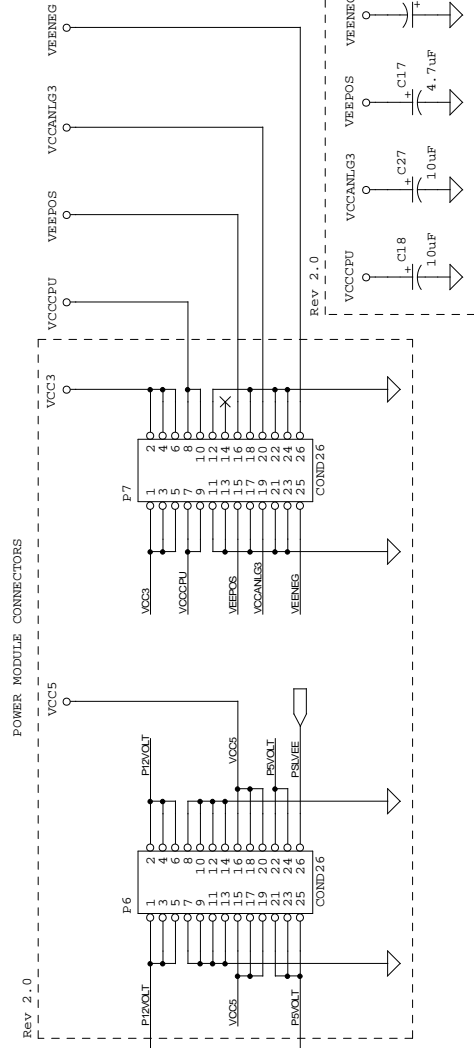 POWER MODULE CONNECTORS
Rev 2.0
VCC5
P6
P12VOLT
VCC5
P5VOLT
1 2
3 4
5 6
7 8
9 10
11 12
13 14
15 16
17 18
19 20
21 22
23 24
25 26
COND26
P12VOLT
VCC5
P5VOLT
PSLVEE
VCC3
P7
VCC3
VCCCPU
VEEPOS
VCCANLG3
VEENEG
1 2
3 4
5 6
7 8
9 10
11 12
13 14
15 16
17 18
19 20
21 22
23 24
25 26
COND26
VCCCPU
VEEPOS
VCCANLG3
VEENEG
Rev 2.0
VCCCPU
+
C18
10uF
VCCANLG3
+
C27
10uF
VEEPOS
+
C17
4.7uF
VEENEG
+